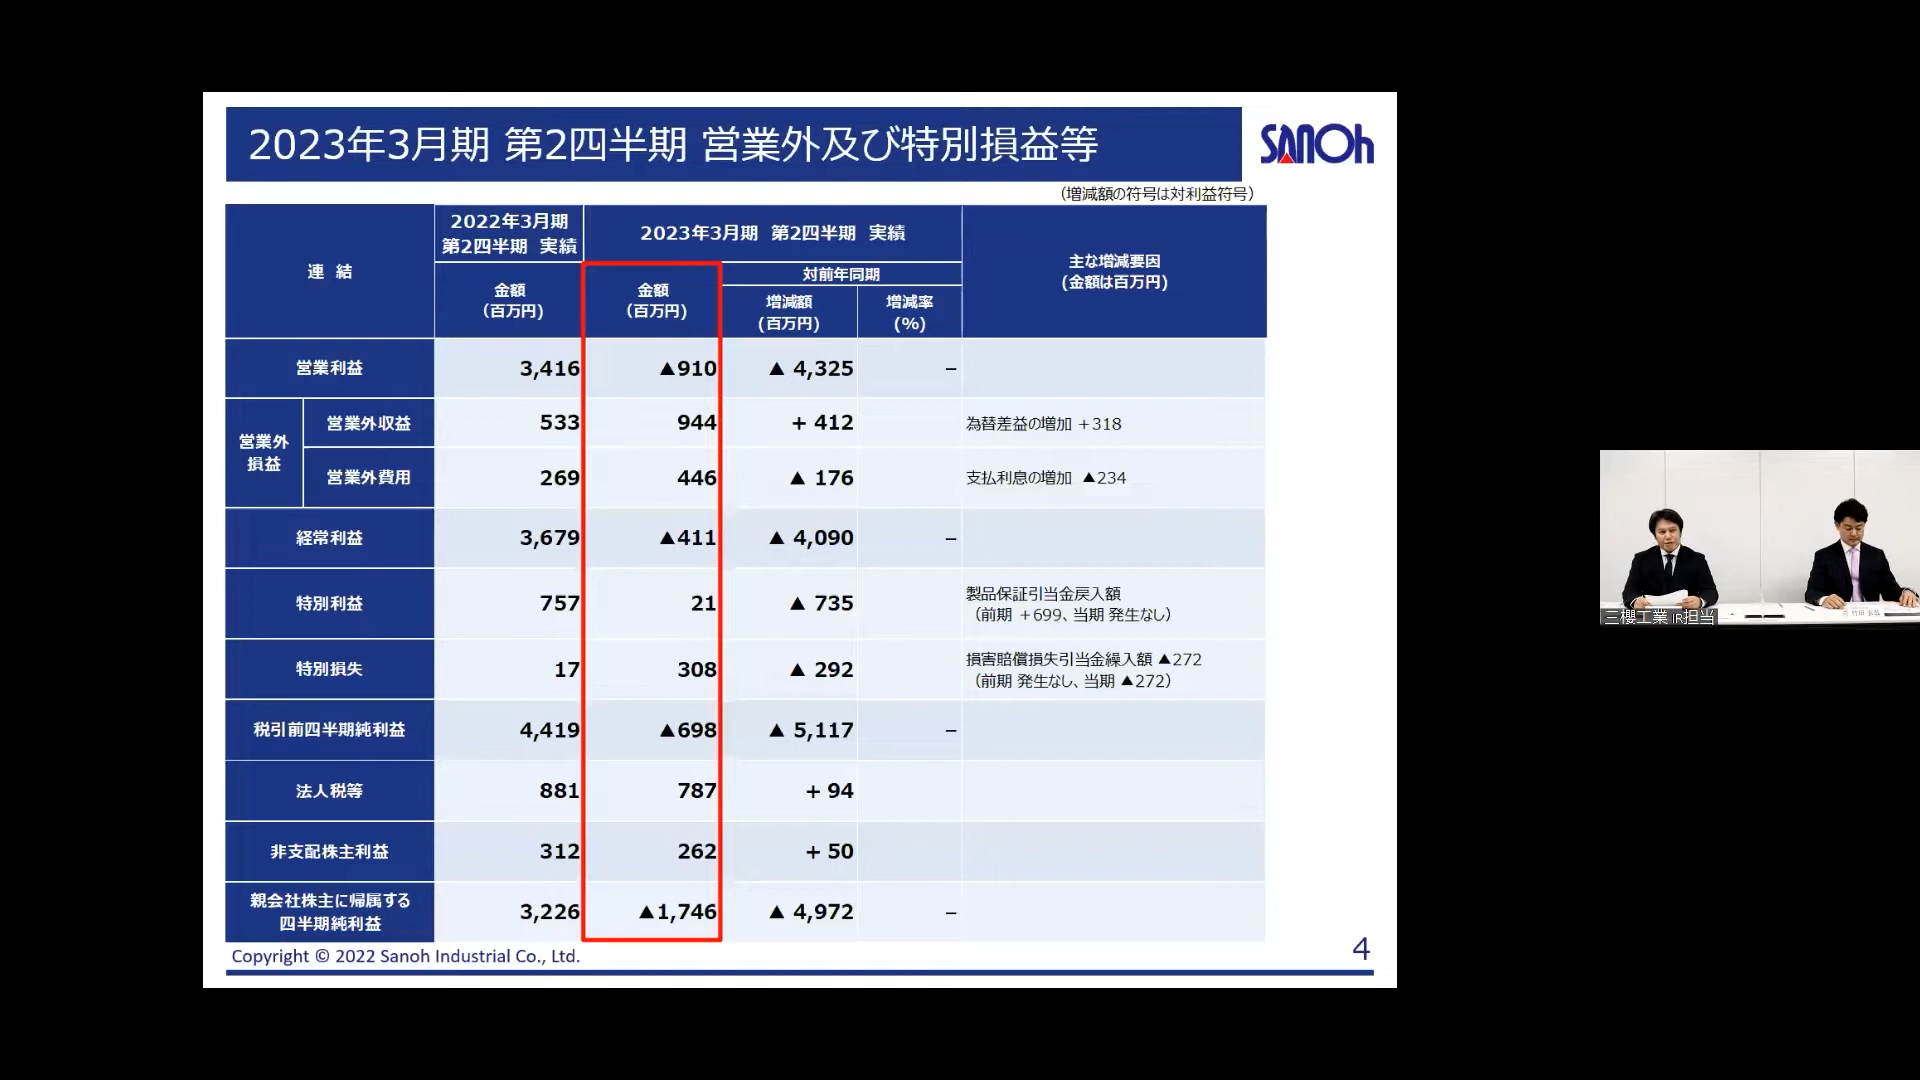 2023年3月期 第2四半期 営業外及び特別損益等
SANOh
（増減額の符号は対利益符号）
連 結
2022年3月期
第2四半期 実績
2023年3月期 第2四半期 実績
主な増減要因
(金額は百万円)
対前年同期
金額
（百万円）
金額
（百万円）
増減額
(百万円)
増減率
(%)
営業利益 3,416 ▲910 ▲ 4,325 –
営業外
損益
営業外収益 533 944 + 412 為替差益の増加 ＋318
営業外費用 269 446 ▲ 176 支払利息の増加 ▲234
経常利益 3,679 ▲411 ▲ 4,090 –
特別利益 757 21 ▲ 735 製品保証引当金戻入額
（前期 ＋699、当期 発生なし）
特別損失 17 308 ▲ 292 損害賠償損失引当金繰入額 ▲272
（前期 発生なし、当期 ▲272）
税引前四半期純利益 4,419 ▲698 ▲ 5,117 –
法人税等 881 787 + 94
非支配株主利益 312 262 + 50
親会社株主に帰属する
四半期純利益 3,226 ▲1,746 ▲ 4,972 –
Copyright © 2022 Sanoh Industrial Co., Ltd.
4
三櫻工業 IR担当